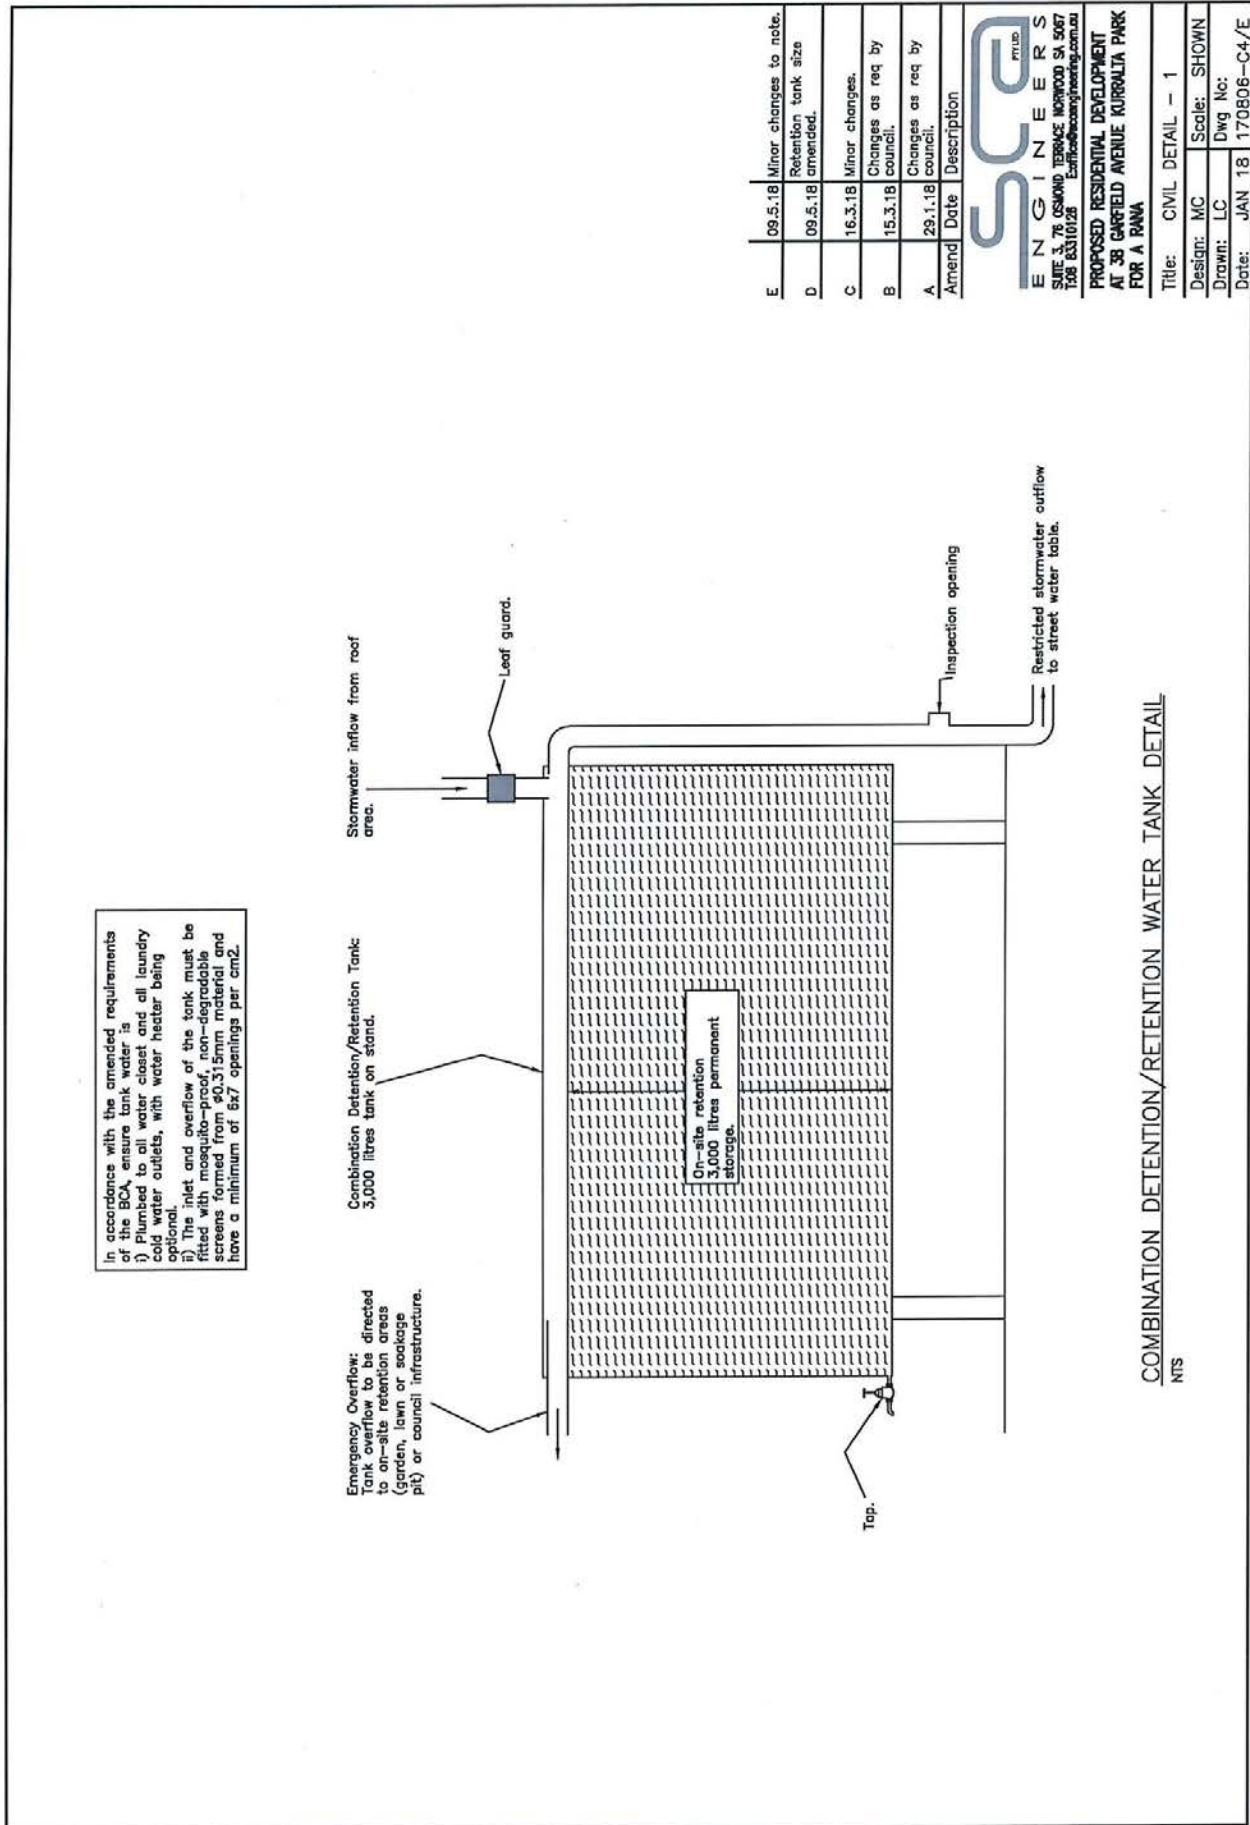 In accordance with the amended requirements
of the BCA, ensure tank water is
i) Plumbed to all water closet and all laundry
cold water outlets, with water heater being
optional.
ii) The inlet and overflow of the tank must be
fitted with mosquito-proof, non-degradable
screens formed from ø0.315mm material and
have a minimum of 6x7 openings per cm2.
Emergency Overflow:
Tank overflow to be directed
to on-site retention areas
(garden, lawn or soakage
pit) or council infrastructure.
Combination Detention/Retention Tank:
3,000 litres tank on stand.
Stormwater inflow from roof
area.
Leaf guard.
On-site retention
3,000 litres permanent
storage.
Tap.
Inspection opening
Restricted stormwater outflow
to street water table.
COMBINATION DETENTION/RETENTION WATER TANK DETAIL
NTS
E 09.5.18 Minor changes to note.
D 09.5.18 Retention tank size
amended.
C 16.3.18 Minor changes.
B 15.3.18 Changes as req by
council.
A 29.1.18 Changes as req by
council.
Amend Date Description
sca
PTY LTD
ENGINEERS
SUITE 3, 76 OSMOND TERRACE NORWOOD SA 5067
T:08 83310128
PROPOSED RESIDENTIAL DEVELOPMENT
AT 38 GARFIELD AVENUE KURRALTA PARK
FOR A RANA
Title: CIVIL DETAIL - 1
Design: MC Scale: SHOWN
Drawn: LC Dwg No:
Date: JAN 18 170806-C4/E